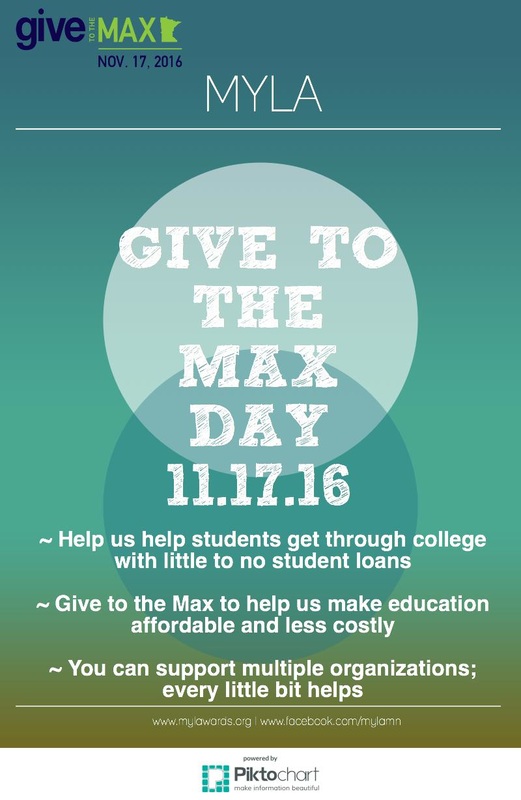 give TO THE MAX
NOV. 17, 2016
MYLA
GIVE TO
THE
MAX
DAY
11.17.16
~ Help us help students get through college
with little to no student loans
~ Give to the Max to help us make education
affordable and less costly
~ You can support multiple organizations;
every little bit helps
www.mylawards.org | www.facebook.com/mylamn
powered by
Piktochart
make information beautiful